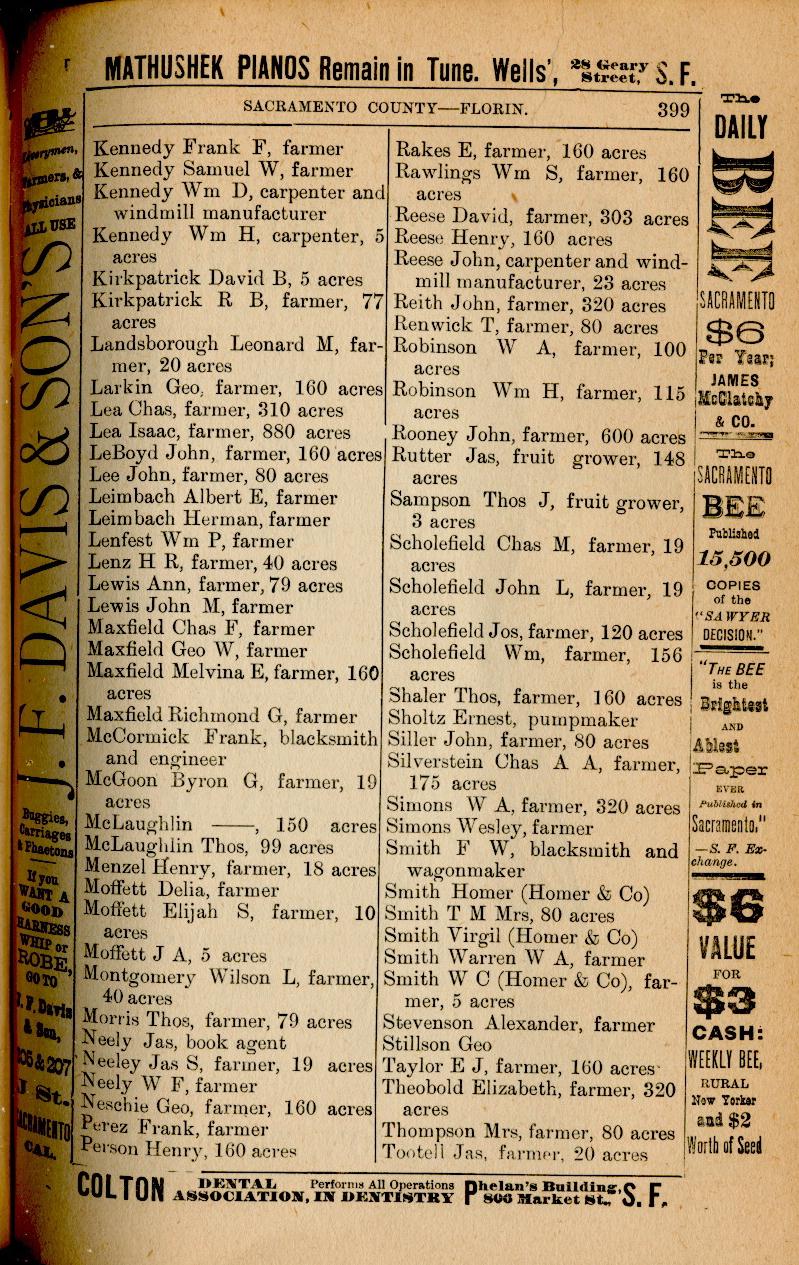 MATHUSHEK PIANOS Remain in Tune. Wells', 28 Geary Street, S. F.
SACRAMENTO COUNTY—FLORIN. 399
Kennedy Frank F, farmer
Kennedy Samuel W, farmer
Kennedy Wm D, carpenter and
windmill manufacturer
Kennedy Wm H, carpenter, 5
acres
Kirkpatrick David B, 5 acres
Kirkpatrick R B, farmer, 77
acres
Landsborough Leonard M, far-
mer, 20 acres
Larkin Geo, farmer, 160 acres
Lea Chas, farmer, 310 acres
Lea Isaac, farmer, 880 acres
LeBoyd John, farmer, 160 acres
Lee John, farmer, 80 acres
Leimbach Albert E, farmer
Leimbach Herman, farmer
Lenfest Wm P, farmer
Lenz H R, farmer, 40 acres
Lewis Ann, farmer, 79 acres
Lewis John M, farmer
Maxfield Chas F, farmer
Maxfield Geo W, farmer
Maxfield Melvina E, farmer, 160
acres
Maxfield Richmond G, farmer
McCormick Frank, blacksmith
and engineer
McGoon Byron G, farmer, 19
acres
McLaughlin ——, 150 acres
McLaughlin Thos, 99 acres
Menzel Henry, farmer, 18 acres
Moffett Delia, farmer
Moffett Elijah S, farmer, 10
acres
Moffett J A, 5 acres
Montgomery Wilson L, farmer,
40 acres
Morris Thos, farmer, 79 acres
Neely Jas, book agent
Neeley Jas S, farmer, 19 acres
Neely W F, farmer
Neschie Geo, farmer, 160 acres
Perez Frank, farmer
Person Henry, 160 acres
Rakes E, farmer, 160 acres
Rawlings Wm S, farmer, 160
acres
Reese David, farmer, 303 acres
Reese Henry, 160 acres
Reese John, carpenter and wind-
mill manufacturer, 23 acres
Reith John, farmer, 320 acres
Renwick T, farmer, 80 acres
Robinson W A, farmer, 100
acres
Robinson Wm H, farmer, 115
acres
Rooney John, farmer, 600 acres
Rutter Jas, fruit grower, 148
acres
Sampson Thos J, fruit grower,
3 acres
Scholefield Chas M, farmer, 19
acres
Scholefield John L, farmer, 19
acres
Scholefield Jos, farmer, 120 acres
Scholefield Wm, farmer, 156
acres
Shaler Thos, farmer, 160 acres
Sholtz Ernest, pumpmaker
Siller John, farmer, 80 acres
Silverstein Chas A A, farmer,
175 acres
Simons W A, farmer, 320 acres
Simons Wesley, farmer
Smith F W, blacksmith and
wagonmaker
Smith Homer (Homer & Co)
Smith T M Mrs, 80 acres
Smith Virgil (Homer & Co)
Smith Warren W A, farmer
Smith W C (Homer & Co), far-
mer, 5 acres
Stevenson Alexander, farmer
Stillson Geo
Taylor E J, farmer, 160 acres
Theobold Elizabeth, farmer, 320
acres
Thompson Mrs, farmer, 80 acres
Tootell Jas, farmer, 20 acres
The
DAILY
BEE
SACRAMENTO
$6
Per Year;
JAMES
McClatchy
& CO.
The
SACRAMENTO
BEE
Published
15,500
COPIES
of the
"SAWYER
DECISION."
"THE BEE
is the
Brightest
AND
Ablest
Paper
EVER
Published in
Sacramento,"
—S. F. Ex-
change.
$6
VALUE
FOR
$3
CASH:
WEEKLY BEE,
RURAL
New Yorker
and $2
Worth of Seed
Liverymen,
Farmers, &
Physicians
ALL USE
J. F. DAVIS & SON'S
Buggies,
Carriages
& Phaetons
If you
WANT A
GOOD
HARNESS
WHIP or
ROBE,
GO TO
J. F. Davis
& Son,
& 207
J St.
SACRAMENTO
CAL.
COLTON DENTAL ASSOCIATION, Performs All Operations IN DENTISTRY Phelan's Building, 806 Market St., S. F.